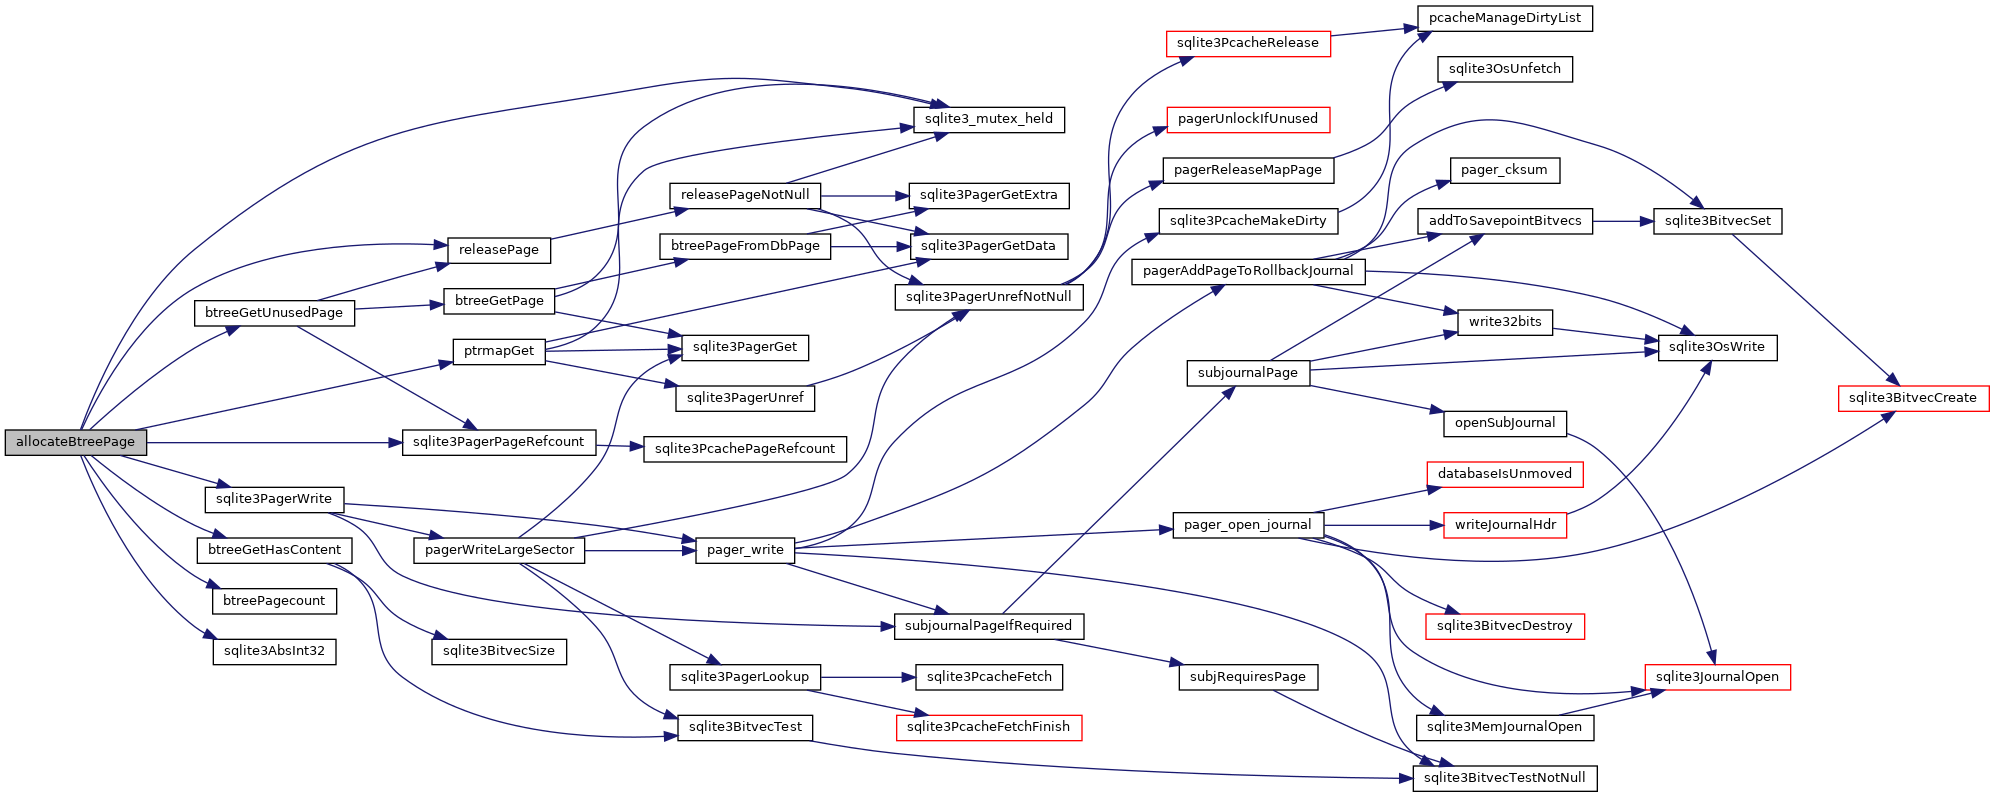 allocateBtreePage
btreeGetUnusedPage
sqlite3PagerWrite
btreeGetHasContent
btreePagecount
sqlite3AbsInt32
releasePage
btreeGetPage
ptrmapGet
sqlite3PagerPageRefcount
pagerWriteLargeSector
sqlite3BitvecSize
releasePageNotNull
btreePageFromDbPage
sqlite3PagerGet
sqlite3PagerUnref
sqlite3PcachePageRefcount
pager_write
sqlite3PagerLookup
sqlite3BitvecTest
sqlite3_mutex_held
sqlite3PagerGetExtra
sqlite3PagerGetData
sqlite3PagerUnrefNotNull
subjournalPageIfRequired
sqlite3PcacheFetch
sqlite3PcacheFetchFinish
sqlite3PcacheRelease
pagerUnlockIfUnused
pagerReleaseMapPage
sqlite3PcacheMakeDirty
pagerAddPageToRollbackJournal
subjournalPage
pager_open_journal
subjRequiresPage
pcacheManageDirtyList
sqlite3OsUnfetch
pager_cksum
addToSavepointBitvecs
write32bits
openSubJournal
databaseIsUnmoved
writeJournalHdr
sqlite3BitvecDestroy
sqlite3MemJournalOpen
sqlite3BitvecTestNotNull
sqlite3BitvecSet
sqlite3OsWrite
sqlite3JournalOpen
sqlite3BitvecCreate